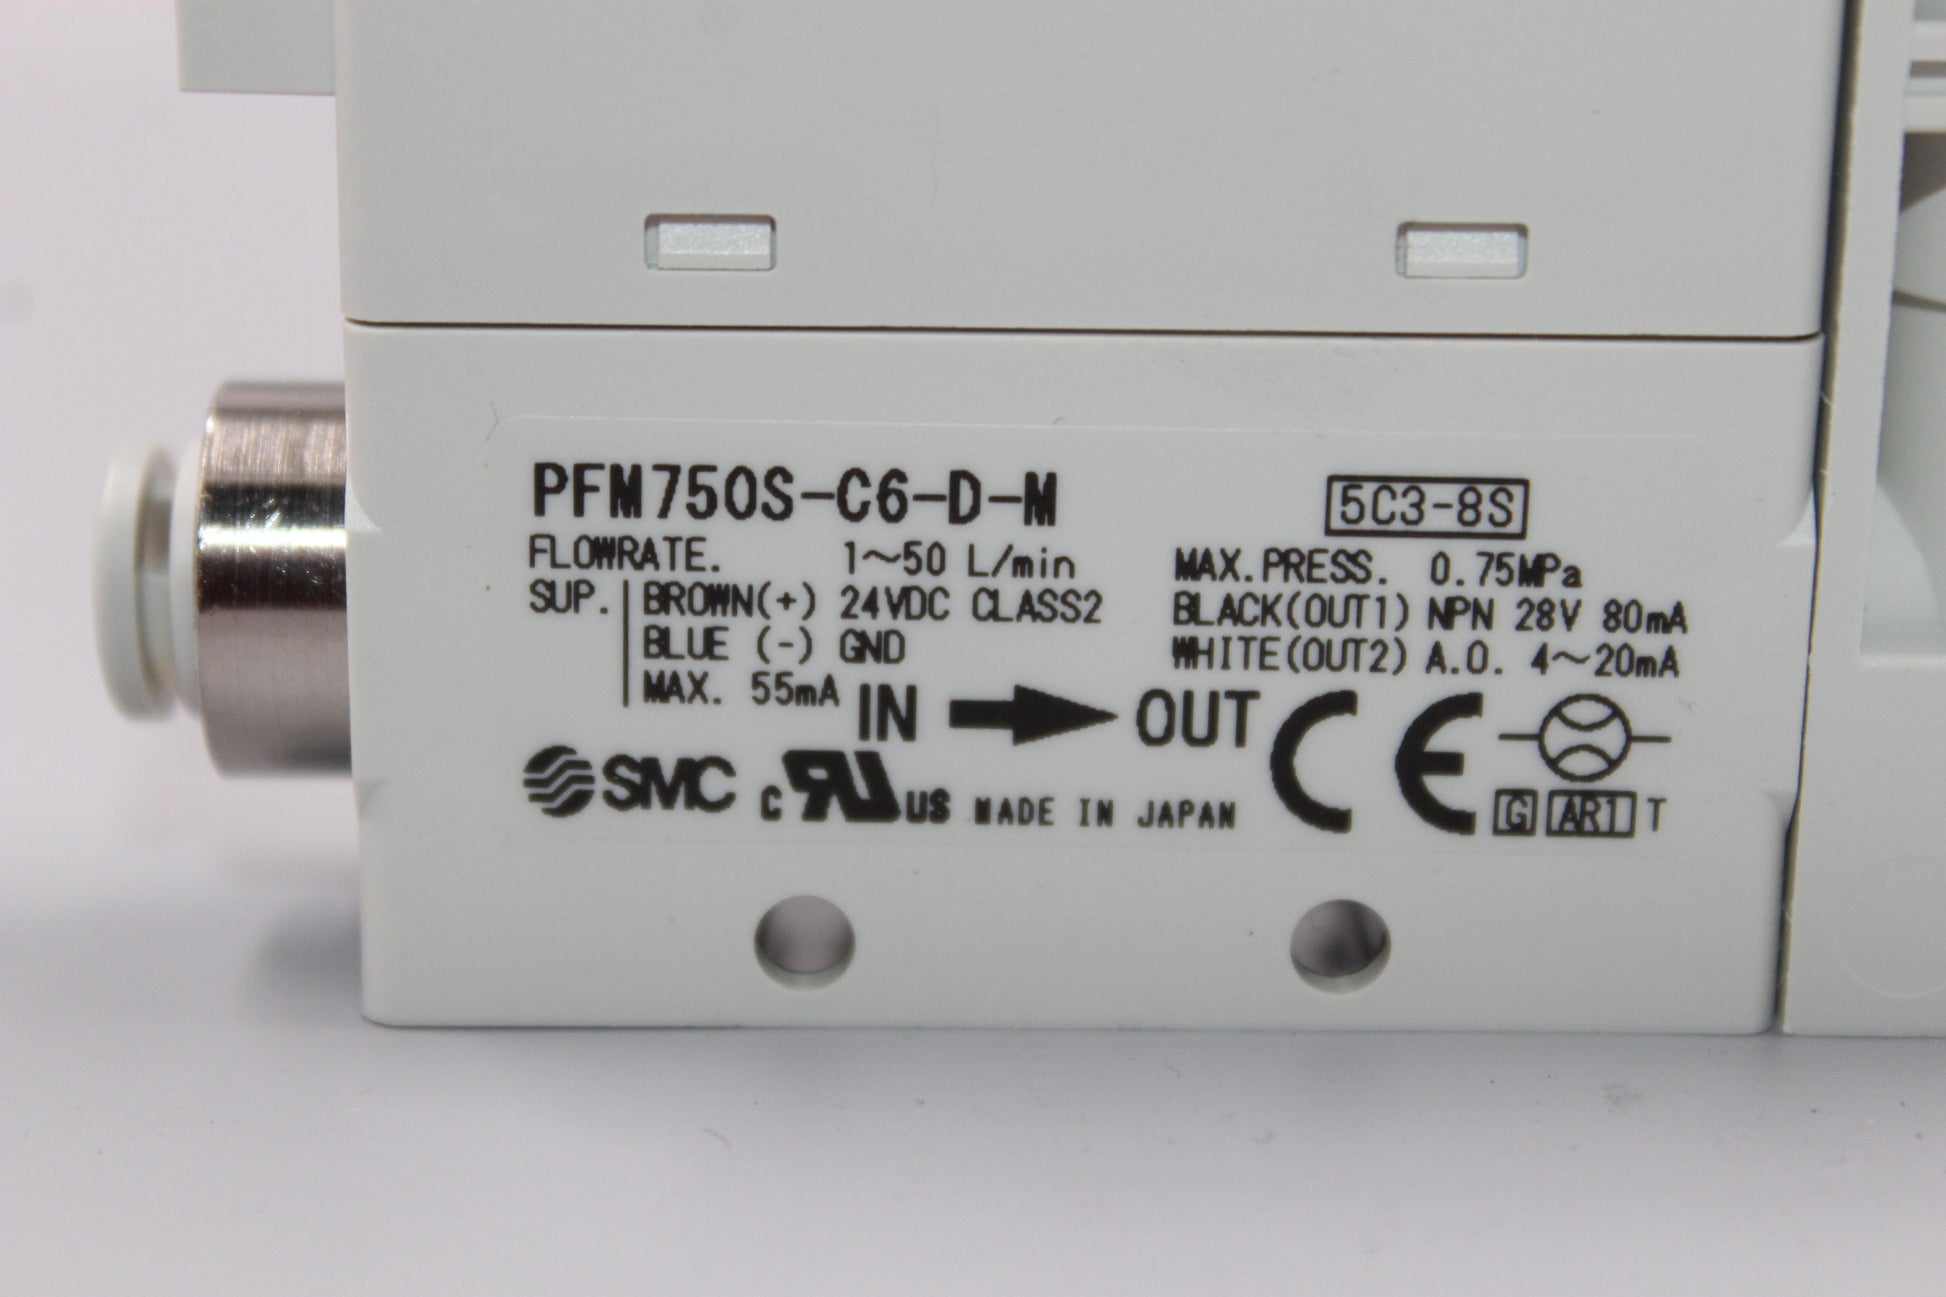 PFM750S-C6-D-M
5C3-8S
FLOWRATE. 1~50 L/min
MAX.PRESS. 0.75MPa
SUP. BROWN(+) 24VDC CLASS2
BLACK(OUT1) NPN 28V 80mA
BLUE (-) GND
WHITE(OUT2) A.O. 4~20mA
MAX. 55mA
IN OUT
CE
SMC
c RU US
MADE IN JAPAN
G AR1 T